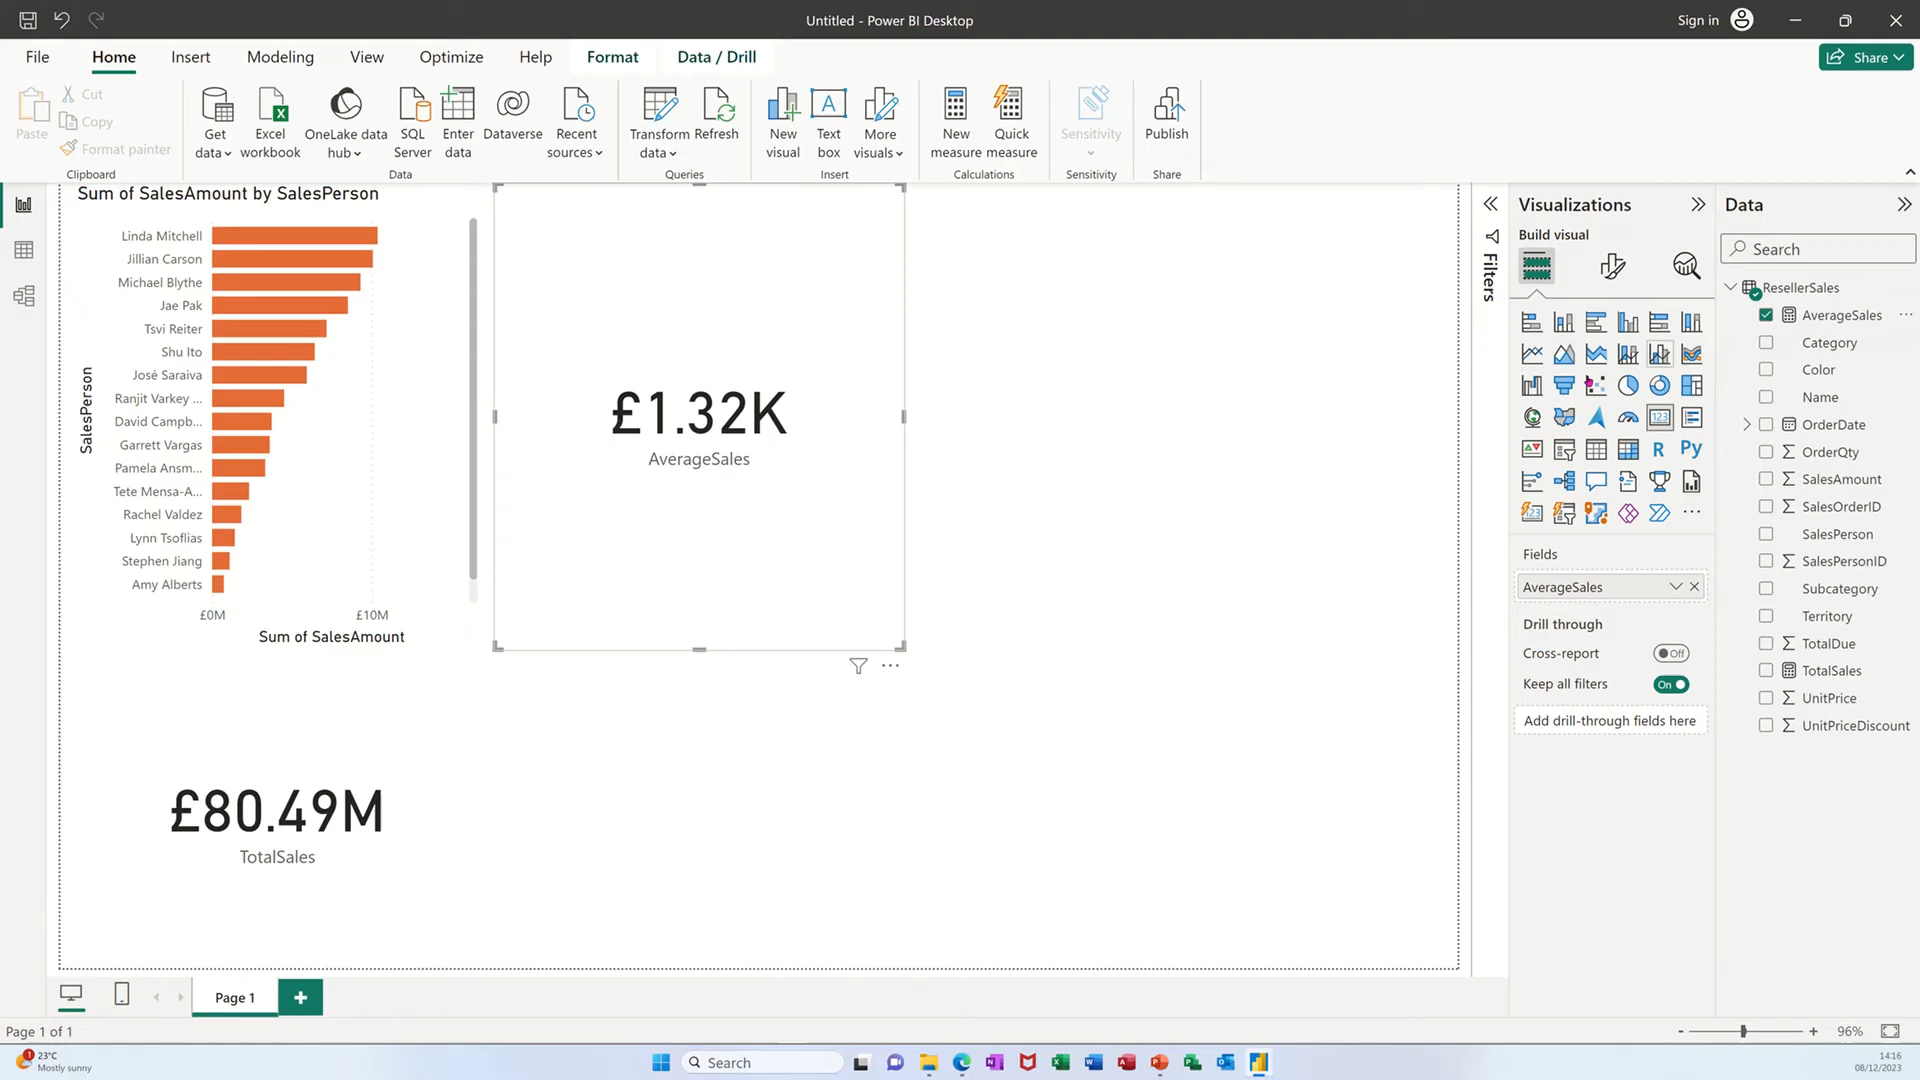 Untitled - Power BI Desktop
Sign in
File
Home
Insert
Modeling
View
Optimize
Help
Format
Data / Drill
Share
Paste
Cut
Copy
Format painter
Clipboard
Get data
Excel workbook
OneLake data hub
SQL Server
Enter data
Dataverse
Recent sources
Data
Transform data
Refresh
Queries
New visual
A
Text box
More visuals
Insert
New measure
Quick measure
Calculations
Sensitivity
Sensitivity
Publish
Share
Sum of SalesAmount by SalesPerson
SalesPerson
Linda Mitchell
Jillian Carson
Michael Blythe
Jae Pak
Tsvi Reiter
Shu Ito
José Saraiva
Ranjit Varkey ...
David Campb...
Garrett Vargas
Pamela Ansm...
Tete Mensa-A...
Rachel Valdez
Lynn Tsoflias
Stephen Jiang
Amy Alberts
£0M
£10M
Sum of SalesAmount
£1.32K
AverageSales
£80.49M
TotalSales
Filters
Visualizations
Build visual
123
R
Py
123
Fields
AverageSales
Drill through
Cross-report
Off
Keep all filters
On
Add drill-through fields here
Data
Search
ResellerSales
AverageSales
Category
Color
Name
OrderDate
OrderQty
SalesAmount
SalesOrderID
SalesPerson
SalesPersonID
Subcategory
Territory
TotalDue
TotalSales
UnitPrice
UnitPriceDiscount
Page 1
Page 1 of 1
96%
1
23°C
Mostly sunny
Search
14:16
08/12/2023